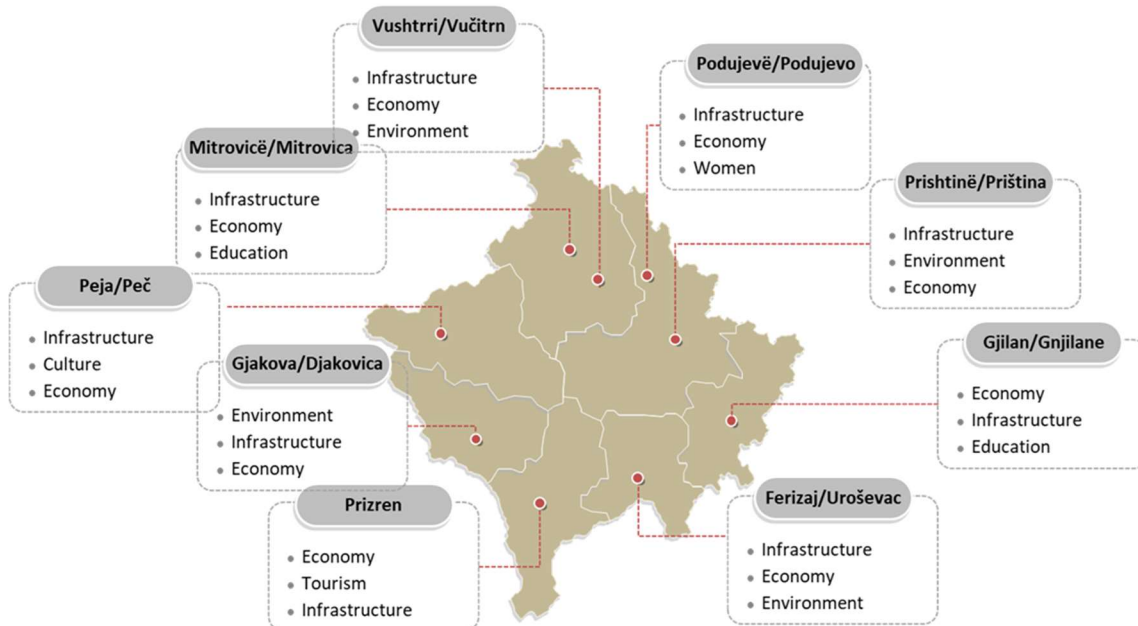 Vushtrri/Vučitrn
• Infrastructure
• Economy
• Environment
Podujevë/Podujevo
• Infrastructure
• Economy
• Women
Mitrovicë/Mitrovica
• Infrastructure
• Economy
• Education
Prishtinë/Priština
• Infrastructure
• Environment
• Economy
Peja/Peč
• Infrastructure
• Culture
• Economy
Gjilan/Gnjilane
• Economy
• Infrastructure
• Education
Gjakova/Djakovica
• Environment
• Infrastructure
• Economy
Prizren
• Economy
• Tourism
• Infrastructure
Ferizaj/Uroševac
• Infrastructure
• Economy
• Environment